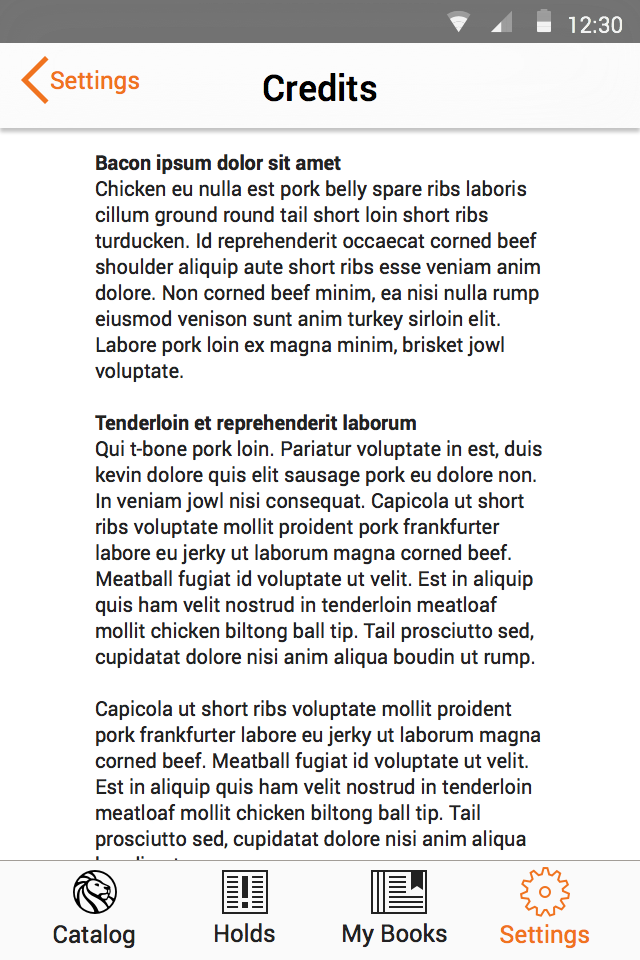 12:30
Settings
Credits
Bacon ipsum dolor sit amet
Chicken eu nulla est pork belly spare ribs laboris
cillum ground round tail short loin short ribs
turducken. Id reprehenderit occaecat corned beef
shoulder aliquip aute short ribs esse veniam anim
dolore. Non corned beef minim, ea nisi nulla rump
eiusmod venison sunt anim turkey sirloin elit.
Labore pork loin ex magna minim, brisket jowl
voluptate.
Tenderloin et reprehenderit laborum
Qui t-bone pork loin. Pariatur voluptate in est, duis
kevin dolore quis elit sausage pork eu dolore non.
In veniam jowl nisi consequat. Capicola ut short
ribs voluptate mollit proident pork frankfurter
labore eu jerky ut laborum magna corned beef.
Meatball fugiat id voluptate ut velit. Est in aliquip
quis ham velit nostrud in tenderloin meatloaf
mollit chicken biltong ball tip. Tail prosciutto sed,
cupidatat dolore nisi anim aliqua boudin ut rump.
Capicola ut short ribs voluptate mollit proident
pork frankfurter labore eu jerky ut laborum magna
corned beef. Meatball fugiat id voluptate ut velit.
Est in aliquip quis ham velit nostrud in tenderloin
meatloaf mollit chicken biltong ball tip. Tail
prosciutto sed, cupidatat dolore nisi anim aliqua
Catalog
Holds
My Books
Settings